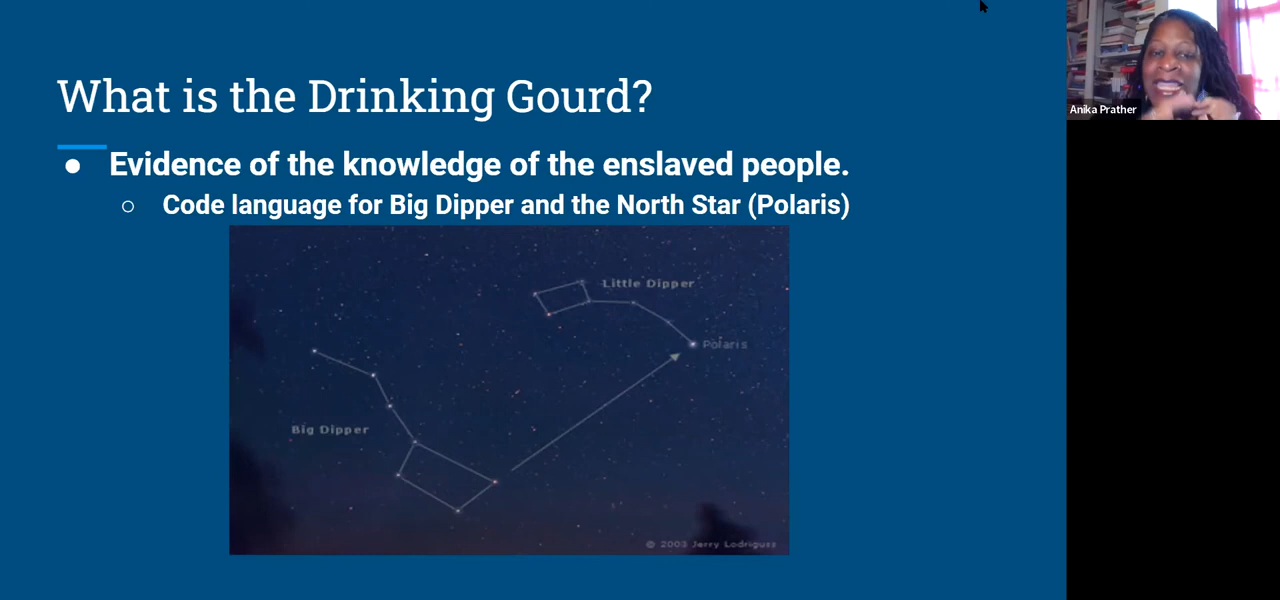 What is the Drinking Gourd?
● Evidence of the knowledge of the enslaved people.
○ Code language for Big Dipper and the North Star (Polaris)
Little Dipper
Polaris
Big Dipper
© 2003 Jerry Lodriguss
Anika Prather